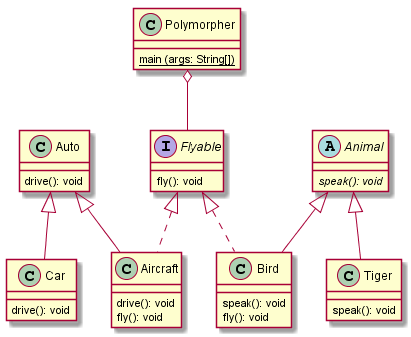 C Polymorpher
main (args: String[])
C Auto
drive(): void
I Flyable
fly(): void
A Animal
speak(): void
C Car
drive(): void
C Aircraft
drive(): void
fly(): void
C Bird
speak(): void
fly(): void
C Tiger
speak(): void